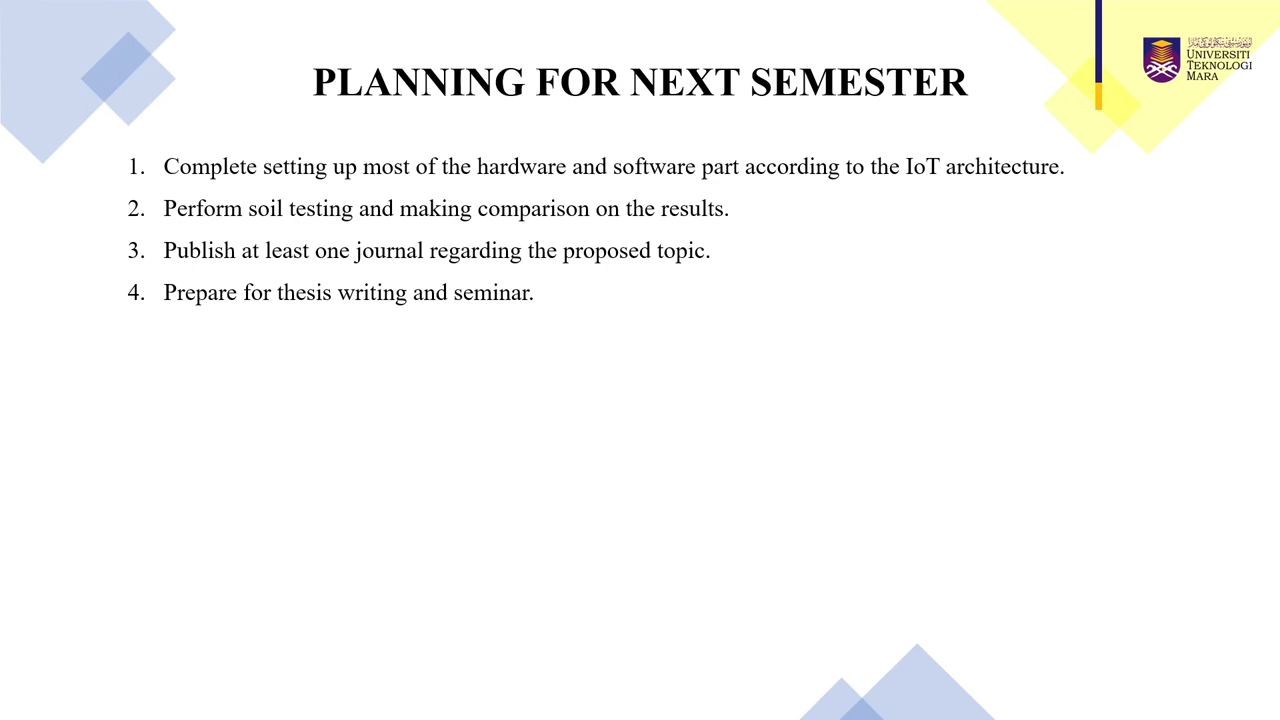 PLANNING FOR NEXT SEMESTER
UNIVERSITI
TEKNOLOGI
MARA
1. Complete setting up most of the hardware and software part according to the IoT architecture.
2. Perform soil testing and making comparison on the results.
3. Publish at least one journal regarding the proposed topic.
4. Prepare for thesis writing and seminar.